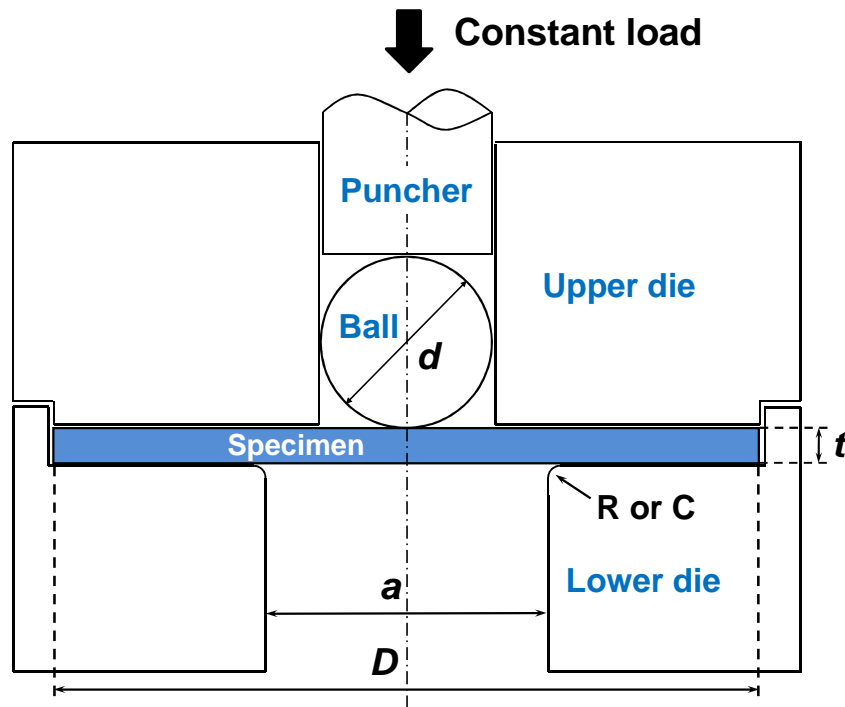 Constant load
Puncher
Upper die
Ball
d
Specimen
t
R or C
Lower die
a
D